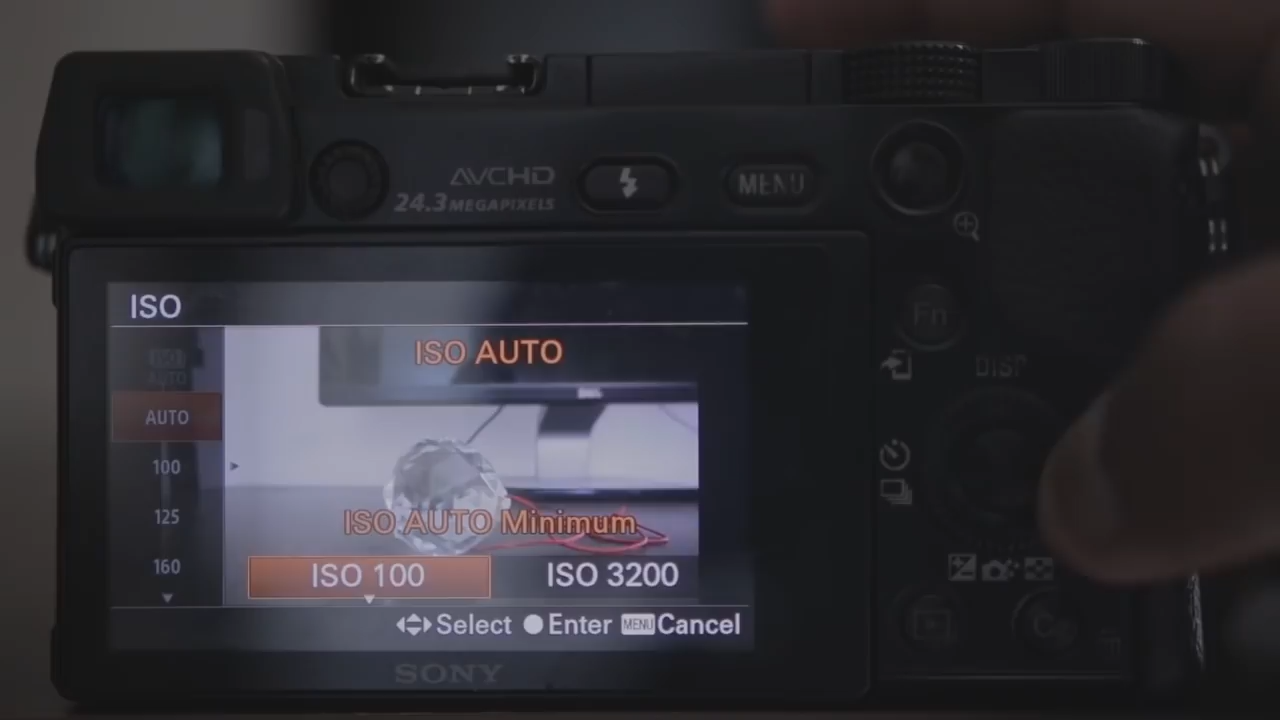 AVCHD
24.3 MEGAPIXELS
MENU
ISO
ISO AUTO
AUTO
AUTO
100
125
160
ISO AUTO Minimum
ISO 100
ISO 3200
Select Enter MENU Cancel
SONY
Fn
DISP